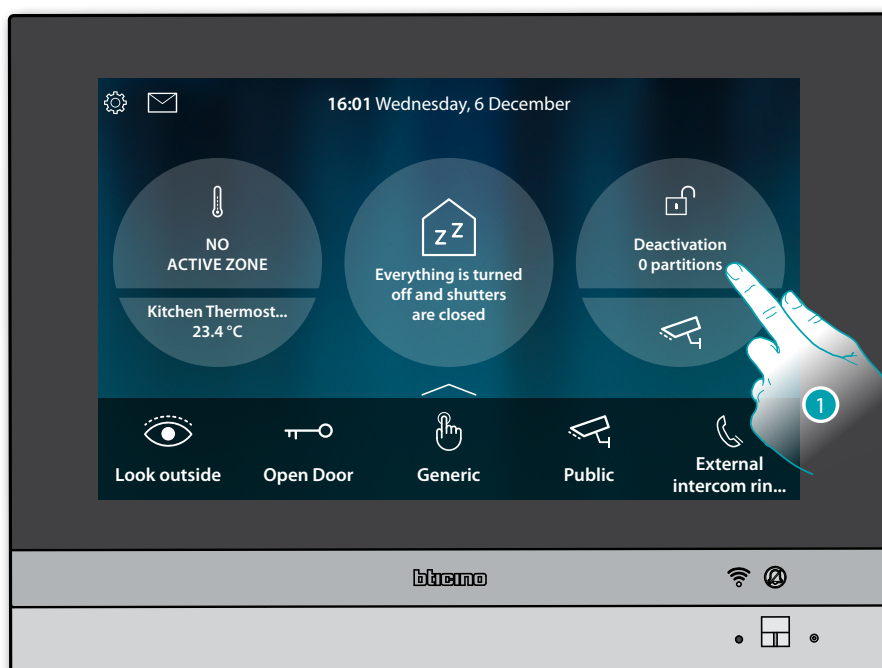 16:01 Wednesday, 6 December
NO
ACTIVE ZONE
Kitchen Thermost...
23.4 °C
zZ
Everything is turned
off and shutters
are closed
Deactivation
0 partitions
1
Look outside
Open Door
Generic
Public
External
intercom rin...
bticino